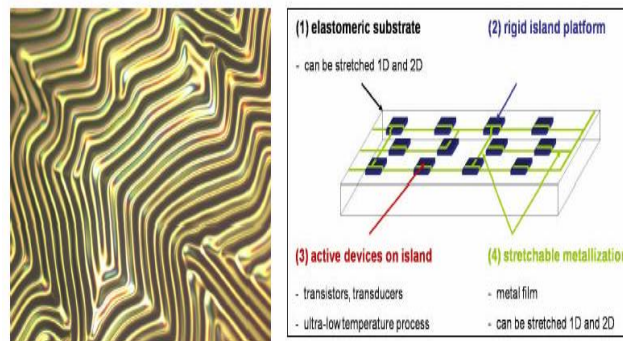 (1) elastomeric substrate
- can be stretched 1D and 2D
(2) rigid island platform
(3) active devices on island
- transistors, transducers
- ultra-low temperature process
(4) stretchable metallization
- metal film
- can be stretched 1D and 2D